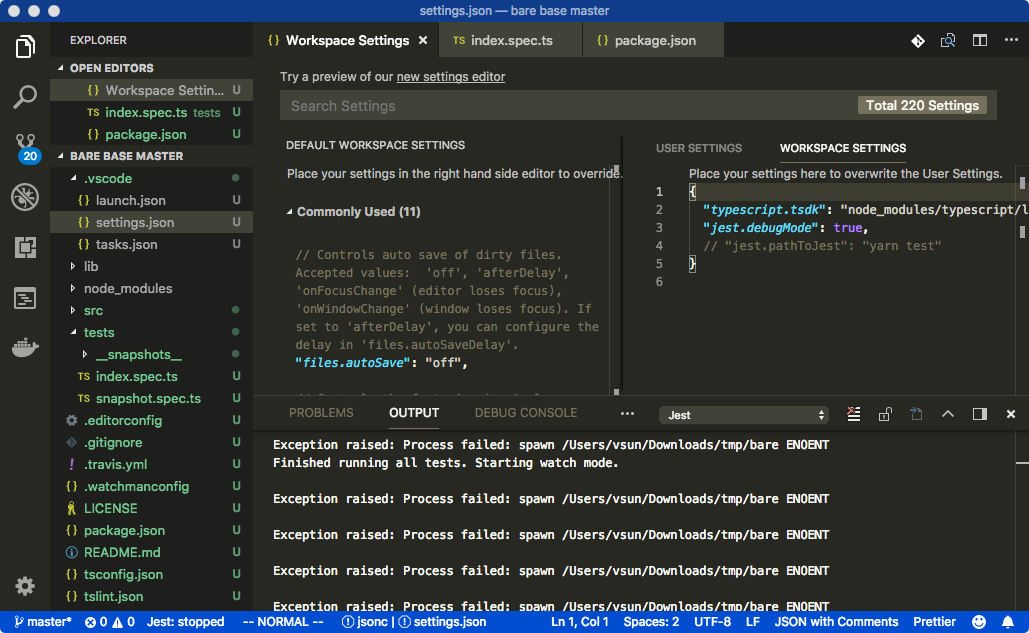 settings.json — bare base master
EXPLORER
OPEN EDITORS
{} Workspace Settin... U
TS index.spec.ts tests U
{} package.json U
20
BARE BASE MASTER
.vscode
{} launch.json U
{} settings.json U
{} tasks.json U
lib
node_modules
src
tests
__snapshots__
TS index.spec.ts U
TS snapshot.spec.ts U
.editorconfig U
.gitignore U
! .travis.yml U
{} .watchmanconfig U
LICENSE U
{} package.json U
README.md U
{} tsconfig.json U
{} tslint.json U
{} Workspace Settings ×
TS index.spec.ts
{} package.json
Try a preview of our new settings editor
Search Settings
Total 220 Settings
DEFAULT WORKSPACE SETTINGS
Place your settings in the right hand side editor to override.
Commonly Used (11)
// Controls auto save of dirty files.
Accepted values:  'off', 'afterDelay',
'onFocusChange' (editor loses focus),
'onWindowChange' (window loses focus). If
set to 'afterDelay', you can configure the
delay in 'files.autoSaveDelay'.
"files.autoSave": "off",
USER SETTINGS
WORKSPACE SETTINGS
Place your settings here to overwrite the User Settings.
1 {
2 "typescript.tsdk": "node_modules/typescript/l
3 "jest.debugMode": true,
4 // "jest.pathToJest": "yarn test"
5 }
6
PROBLEMS
OUTPUT
DEBUG CONSOLE
...
Jest
Exception raised: Process failed: spawn /Users/vsun/Downloads/tmp/bare ENOENT
Finished running all tests. Starting watch mode.
Exception raised: Process failed: spawn /Users/vsun/Downloads/tmp/bare ENOENT
Exception raised: Process failed: spawn /Users/vsun/Downloads/tmp/bare ENOENT
Exception raised: Process failed: spawn /Users/vsun/Downloads/tmp/bare ENOENT
Exception raised: Process failed: spawn /Users/vsun/Downloads/tmp/bare ENOENT
master* 0 0 Jest: stopped -- NORMAL -- jsonc | settings.json Ln 1, Col 1 Spaces: 2 UTF-8 LF JSON with Comments Prettier